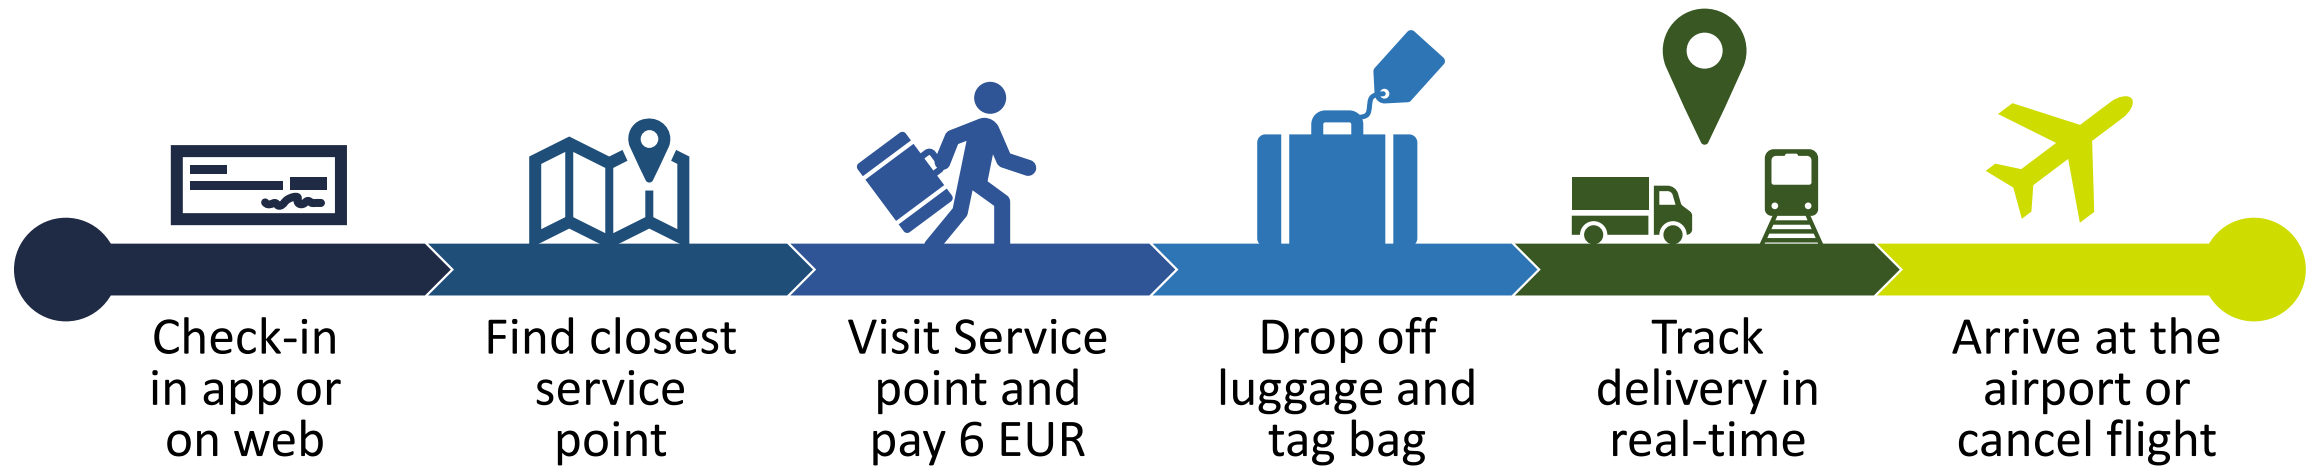 Check-in
in app or
on web
Find closest
service
point
Visit Service
point and
pay 6 EUR
Drop off
luggage and
tag bag
Track
delivery in
real-time
Arrive at the
airport or
cancel flight